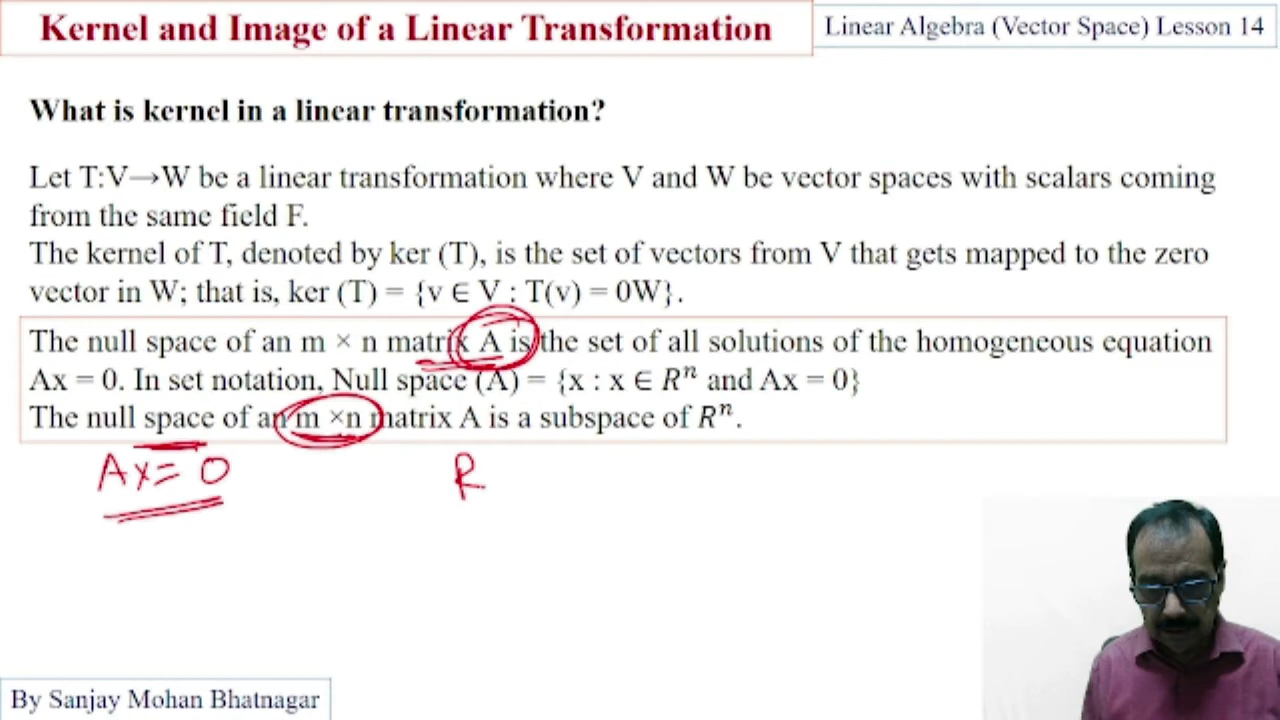 Kernel and Image of a Linear Transformation
Linear Algebra (Vector Space) Lesson 14
What is kernel in a linear transformation?
Let T:V→W be a linear transformation where V and W be vector spaces with scalars coming
from the same field F.
The kernel of T, denoted by ker (T), is the set of vectors from V that gets mapped to the zero
vector in W; that is, ker (T) = {v ∈ V : T(v) = 0W}.
The null space of an m × n matrix A is the set of all solutions of the homogeneous equation
Ax = 0. In set notation, Null space (A) = {x : x ∈ Rⁿ and Ax = 0}
The null space of an m ×n matrix A is a subspace of Rⁿ.
Ax= 0
R
By Sanjay Mohan Bhatnagar